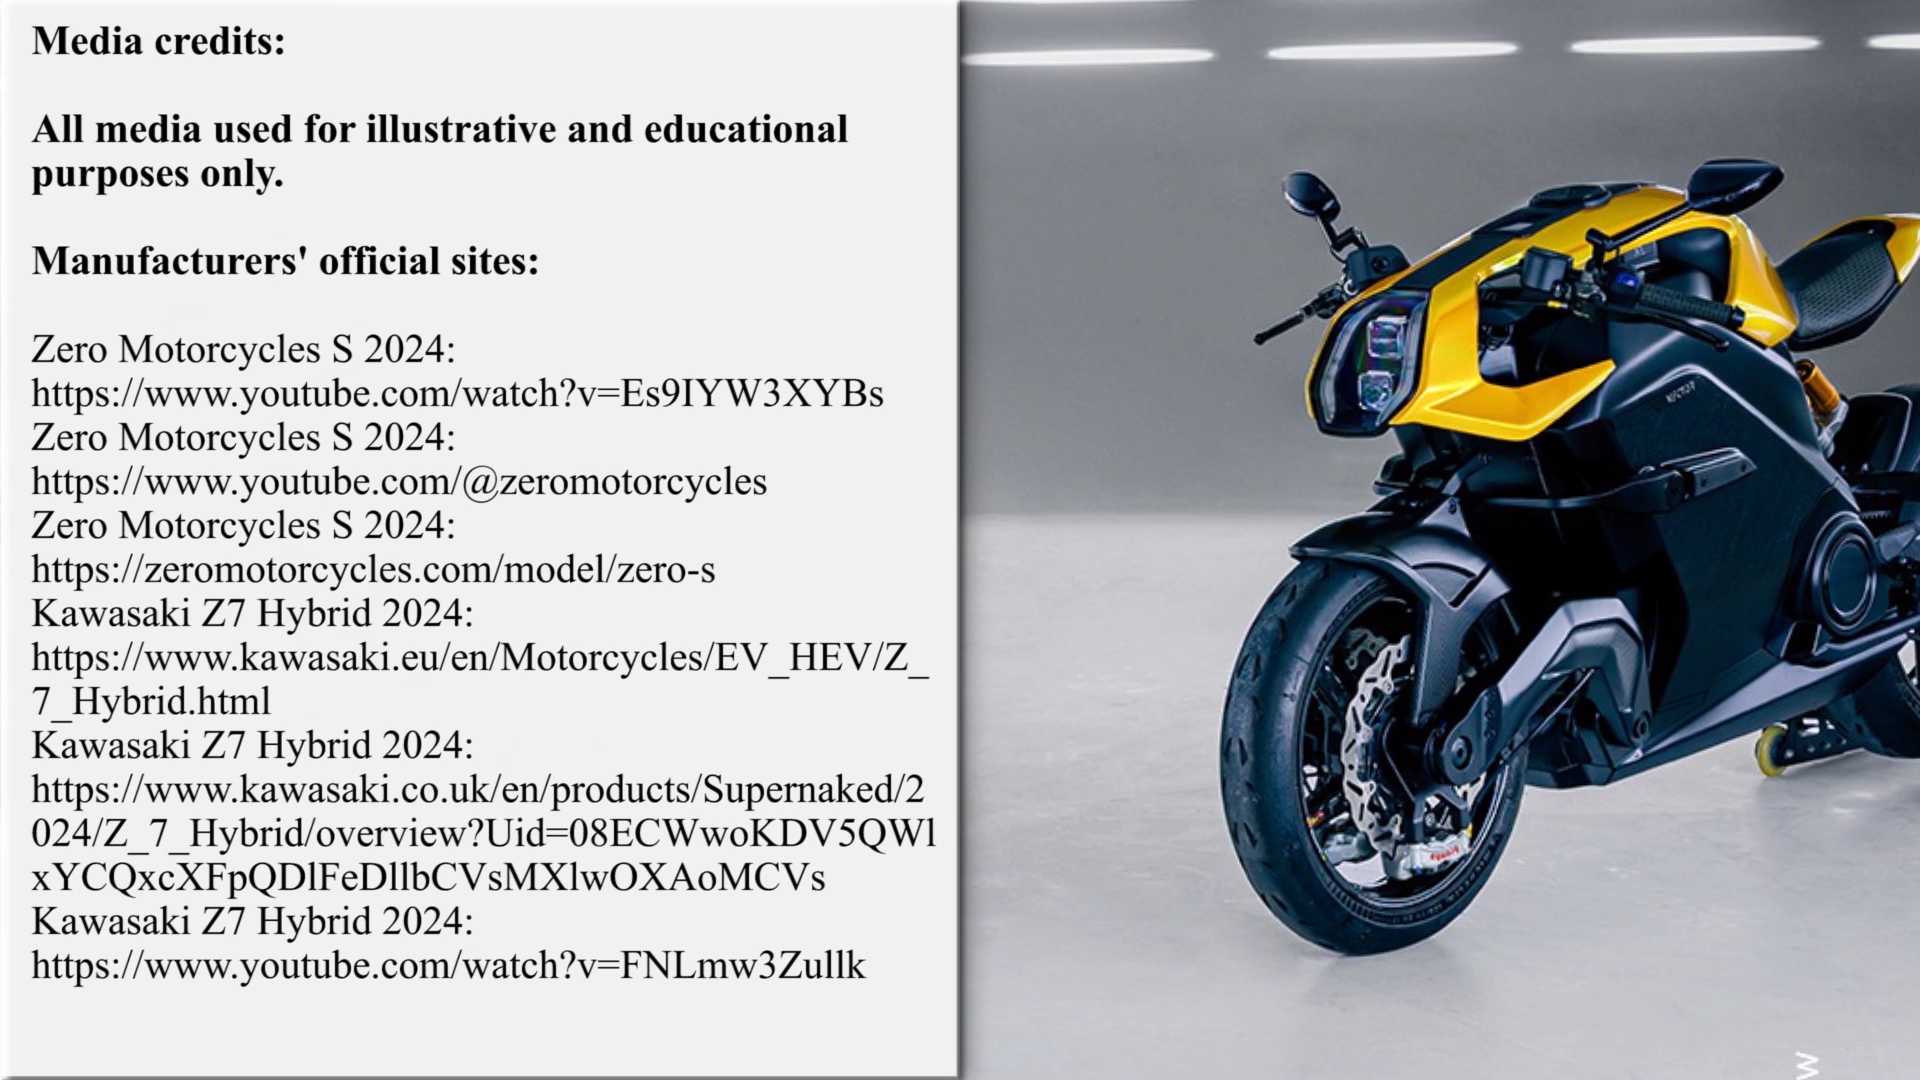 Media credits:
All media used for illustrative and educational
purposes only.
Manufacturers' official sites:
Zero Motorcycles S 2024:
https://www.youtube.com/watch?v=Es9IYW3XYBs
Zero Motorcycles S 2024:
https://www.youtube.com/@zeromotorcycles
Zero Motorcycles S 2024:
https://zeromotorcycles.com/model/zero-s
Kawasaki Z7 Hybrid 2024:
https://www.kawasaki.eu/en/Motorcycles/EV_HEV/Z_
7_Hybrid.html
Kawasaki Z7 Hybrid 2024:
https://www.kawasaki.co.uk/en/products/Supernaked/2
024/Z_7_Hybrid/overview?Uid=08ECWwoKDV5QWl
xYCQxcXFpQDlFeDllbCVsMXlwOXAoMCVs
Kawasaki Z7 Hybrid 2024:
https://www.youtube.com/watch?v=FNLmw3Zullk